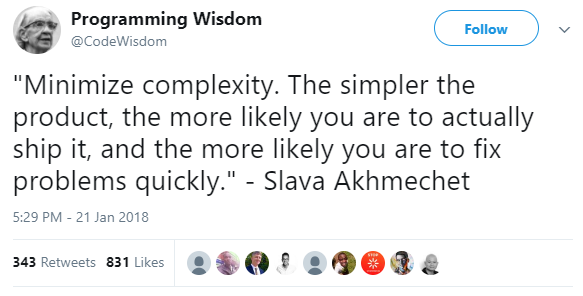 Programming Wisdom
@CodeWisdom
Follow
"Minimize complexity. The simpler the
product, the more likely you are to actually
ship it, and the more likely you are to fix
problems quickly." - Slava Akhmechet
5:29 PM - 21 Jan 2018
343 Retweets 831 Likes